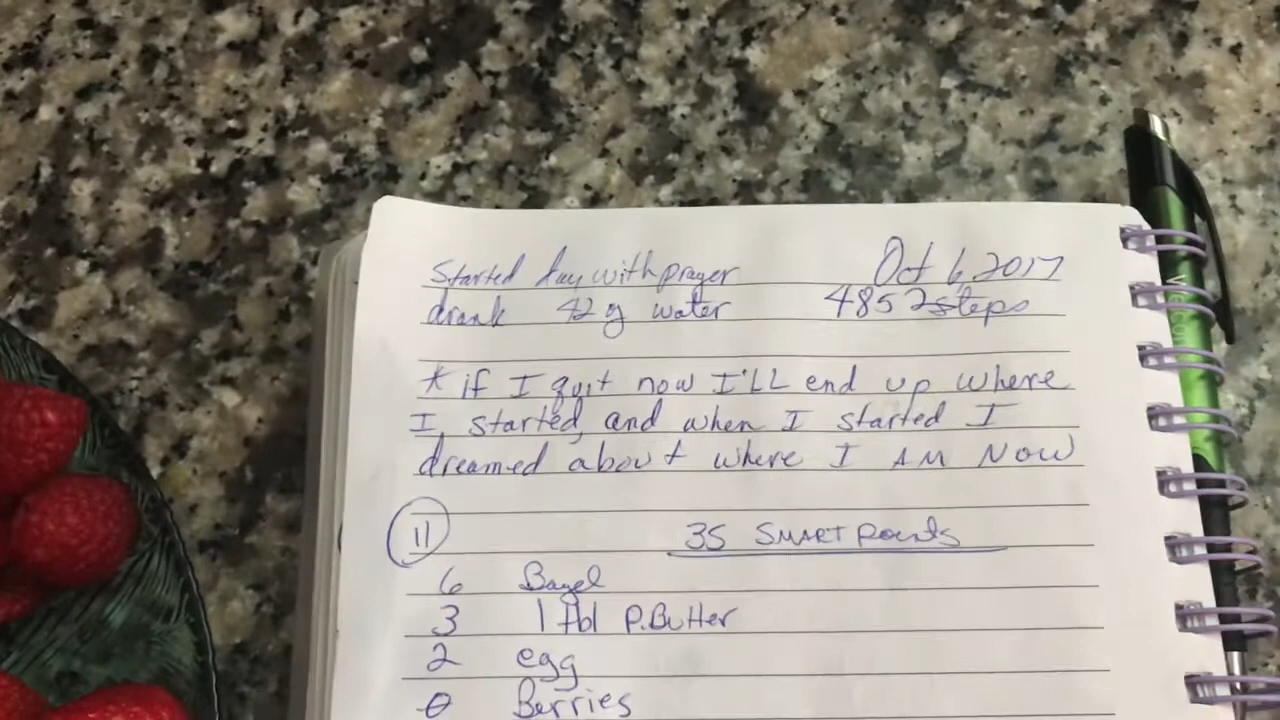 Started day with prayer
Oct 6, 2017
drank 42 g water
4852 steps
* if I quit now I'LL end up where
I started, and when I started I
dreamed about where I AM NOW
11
35 SMART Points
6 Bagel
3 1 tbl P.Butter
2 egg
0 Berries